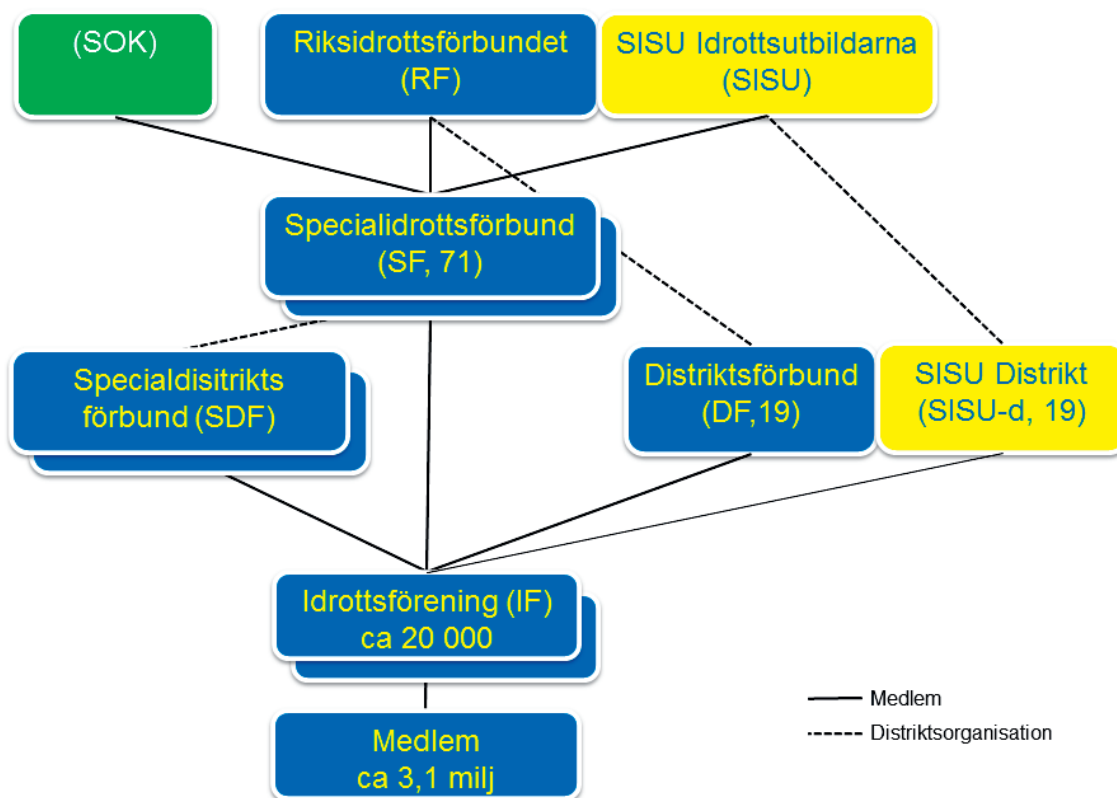 (SOK)
Riksidrottsförbundet
(RF)
SISU Idrottsutbildarna
(SISU)
Specialidrottsförbund
(SF, 71)
Specialdisitrikts
förbund (SDF)
Distriktsförbund
(DF,19)
SISU Distrikt
(SISU-d, 19)
Idrottsförening (IF)
ca 20 000
Medlem
ca 3,1 milj
Medlem
Distriktsorganisation